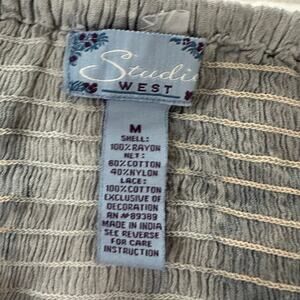 Studio
WEST
M
SHELL:
100% RAYON
NET:
60% COTTON
40% NYLON
LACE:
100% COTTON
EXCLUSIVE OF
DECORATION
RN #89389
MADE IN INDIA
SEE REVERSE
FOR CARE
INSTRUCTION